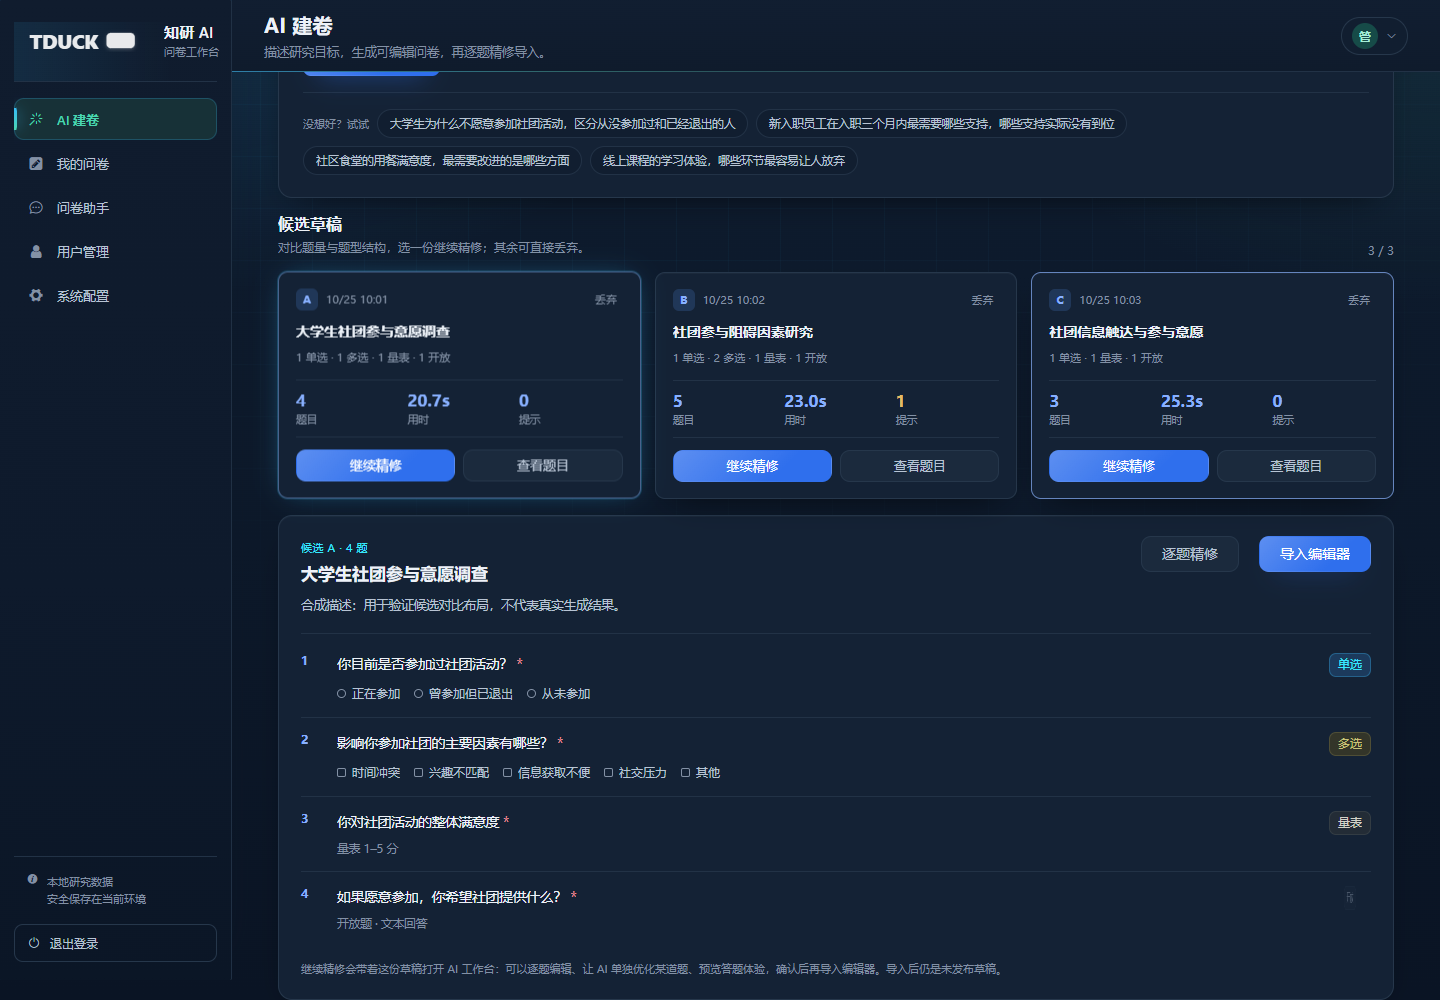 TDUCK
知研 AI
问卷工作台
AI 建卷
我的问卷
问卷助手
用户管理
系统配置
本地研究数据
安全保存在当前环境
退出登录
AI 建卷
描述研究目标，生成可编辑问卷，再逐题精修导入。
管
没想好？试试
大学生为什么不愿意参加社团活动，区分从没参加过和已经退出的人
新入职员工在入职三个月内最需要哪些支持，哪些支持实际没有到位
社区食堂的用餐满意度，最需要改进的是哪些方面
线上课程的学习体验，哪些环节最容易让人放弃
候选草稿
对比题量与题型结构，选一份继续精修；其余可直接丢弃。
3 / 3
A 10/25 10:01 丢弃
大学生社团参与意愿调查
1 单选 · 1 多选 · 1 量表 · 1 开放
4 20.7s 0
题目 用时 提示
继续精修 查看题目
B 10/25 10:02 丢弃
社团参与阻碍因素研究
1 单选 · 2 多选 · 1 量表 · 1 开放
5 23.0s 1
题目 用时 提示
继续精修 查看题目
C 10/25 10:03 丢弃
社团信息触达与参与意愿
1 单选 · 1 量表 · 1 开放
3 25.3s 0
题目 用时 提示
继续精修 查看题目
候选 A · 4 题
大学生社团参与意愿调查
合成描述：用于验证候选对比布局，不代表真实生成结果。
逐题精修 导入编辑器
1 你目前是否参加过社团活动？ * 单选
正在参加 曾参加但已退出 从未参加
2 影响你参加社团的主要因素有哪些？ * 多选
时间冲突 兴趣不匹配 信息获取不便 社交压力 其他
3 你对社团活动的整体满意度 * 量表
量表 1–5 分
4 如果愿意参加，你希望社团提供什么？ *
开放题 · 文本回答
继续精修会带着这份草稿打开 AI 工作台：可以逐题编辑、让 AI 单独优化某道题、预览答题体验，确认后再导入编辑器。导入后仍是未发布草稿。